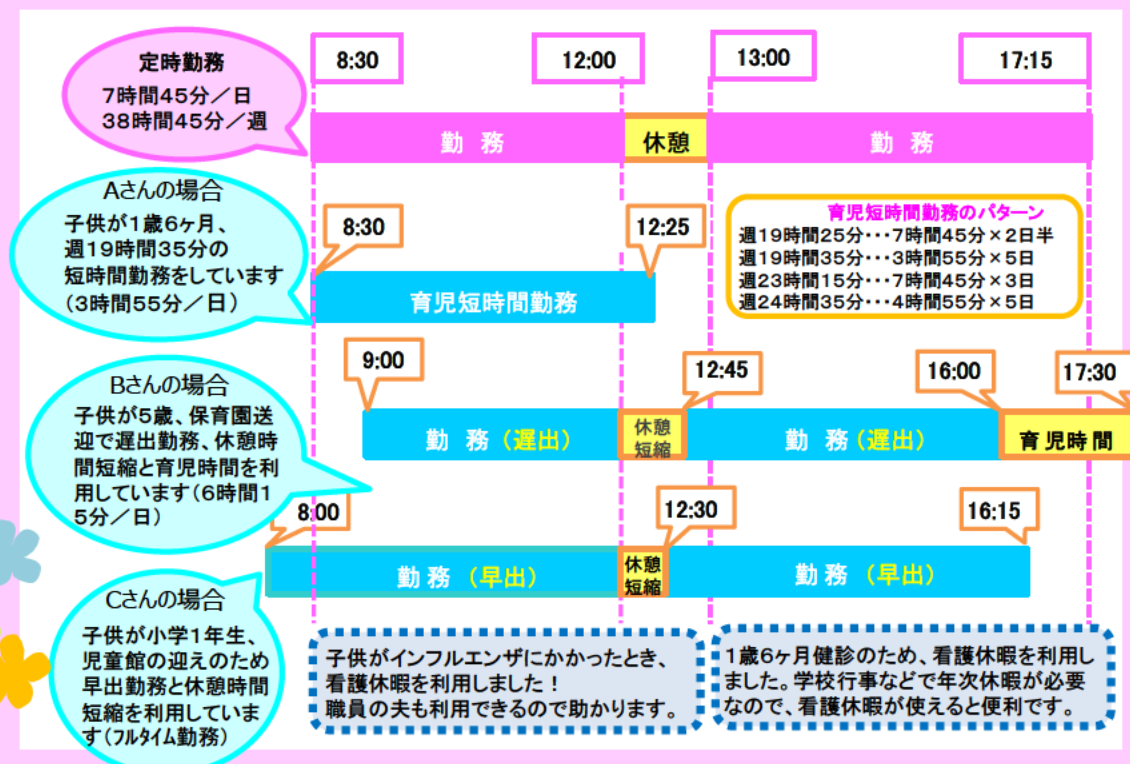 定時勤務
7時間45分／日
38時間45分／週
8:30
12:00
13:00
17:15
勤 務
休憩
勤 務
Aさんの場合
子供が1歳6ヶ月、
週19時間35分の
短時間勤務をしています
(3時間55分／日)
8:30
12:25
育児短時間勤務
育児短時間勤務のパターン
週19時間25分･･･7時間45分×2日半
週19時間35分･･･3時間55分×5日
週23時間15分･･･7時間45分×3日
週24時間35分･･･4時間55分×5日
Bさんの場合
子供が5歳、保育園送
迎で遅出勤務、休憩時
間短縮と育児時間を利
用しています(6時間1
5分／日)
9:00
12:45
16:00
17:30
勤 務(遅出)
休憩
短縮
勤 務(遅出)
育児時間
Cさんの場合
子供が小学1年生、
児童館の迎えのため
早出勤務と休憩時間
短縮を利用していま
す(フルタイム勤務)
8:00
12:30
16:15
勤 務 (早出)
休憩
短縮
勤 務 (早出)
子供がインフルエンザにかかったとき、
看護休暇を利用しました！
職員の夫も利用できるので助かります。
1歳6ヶ月健診のため、看護休暇を利用し
ました。学校行事などで年次休暇が必要
なので、看護休暇が使えると便利です。